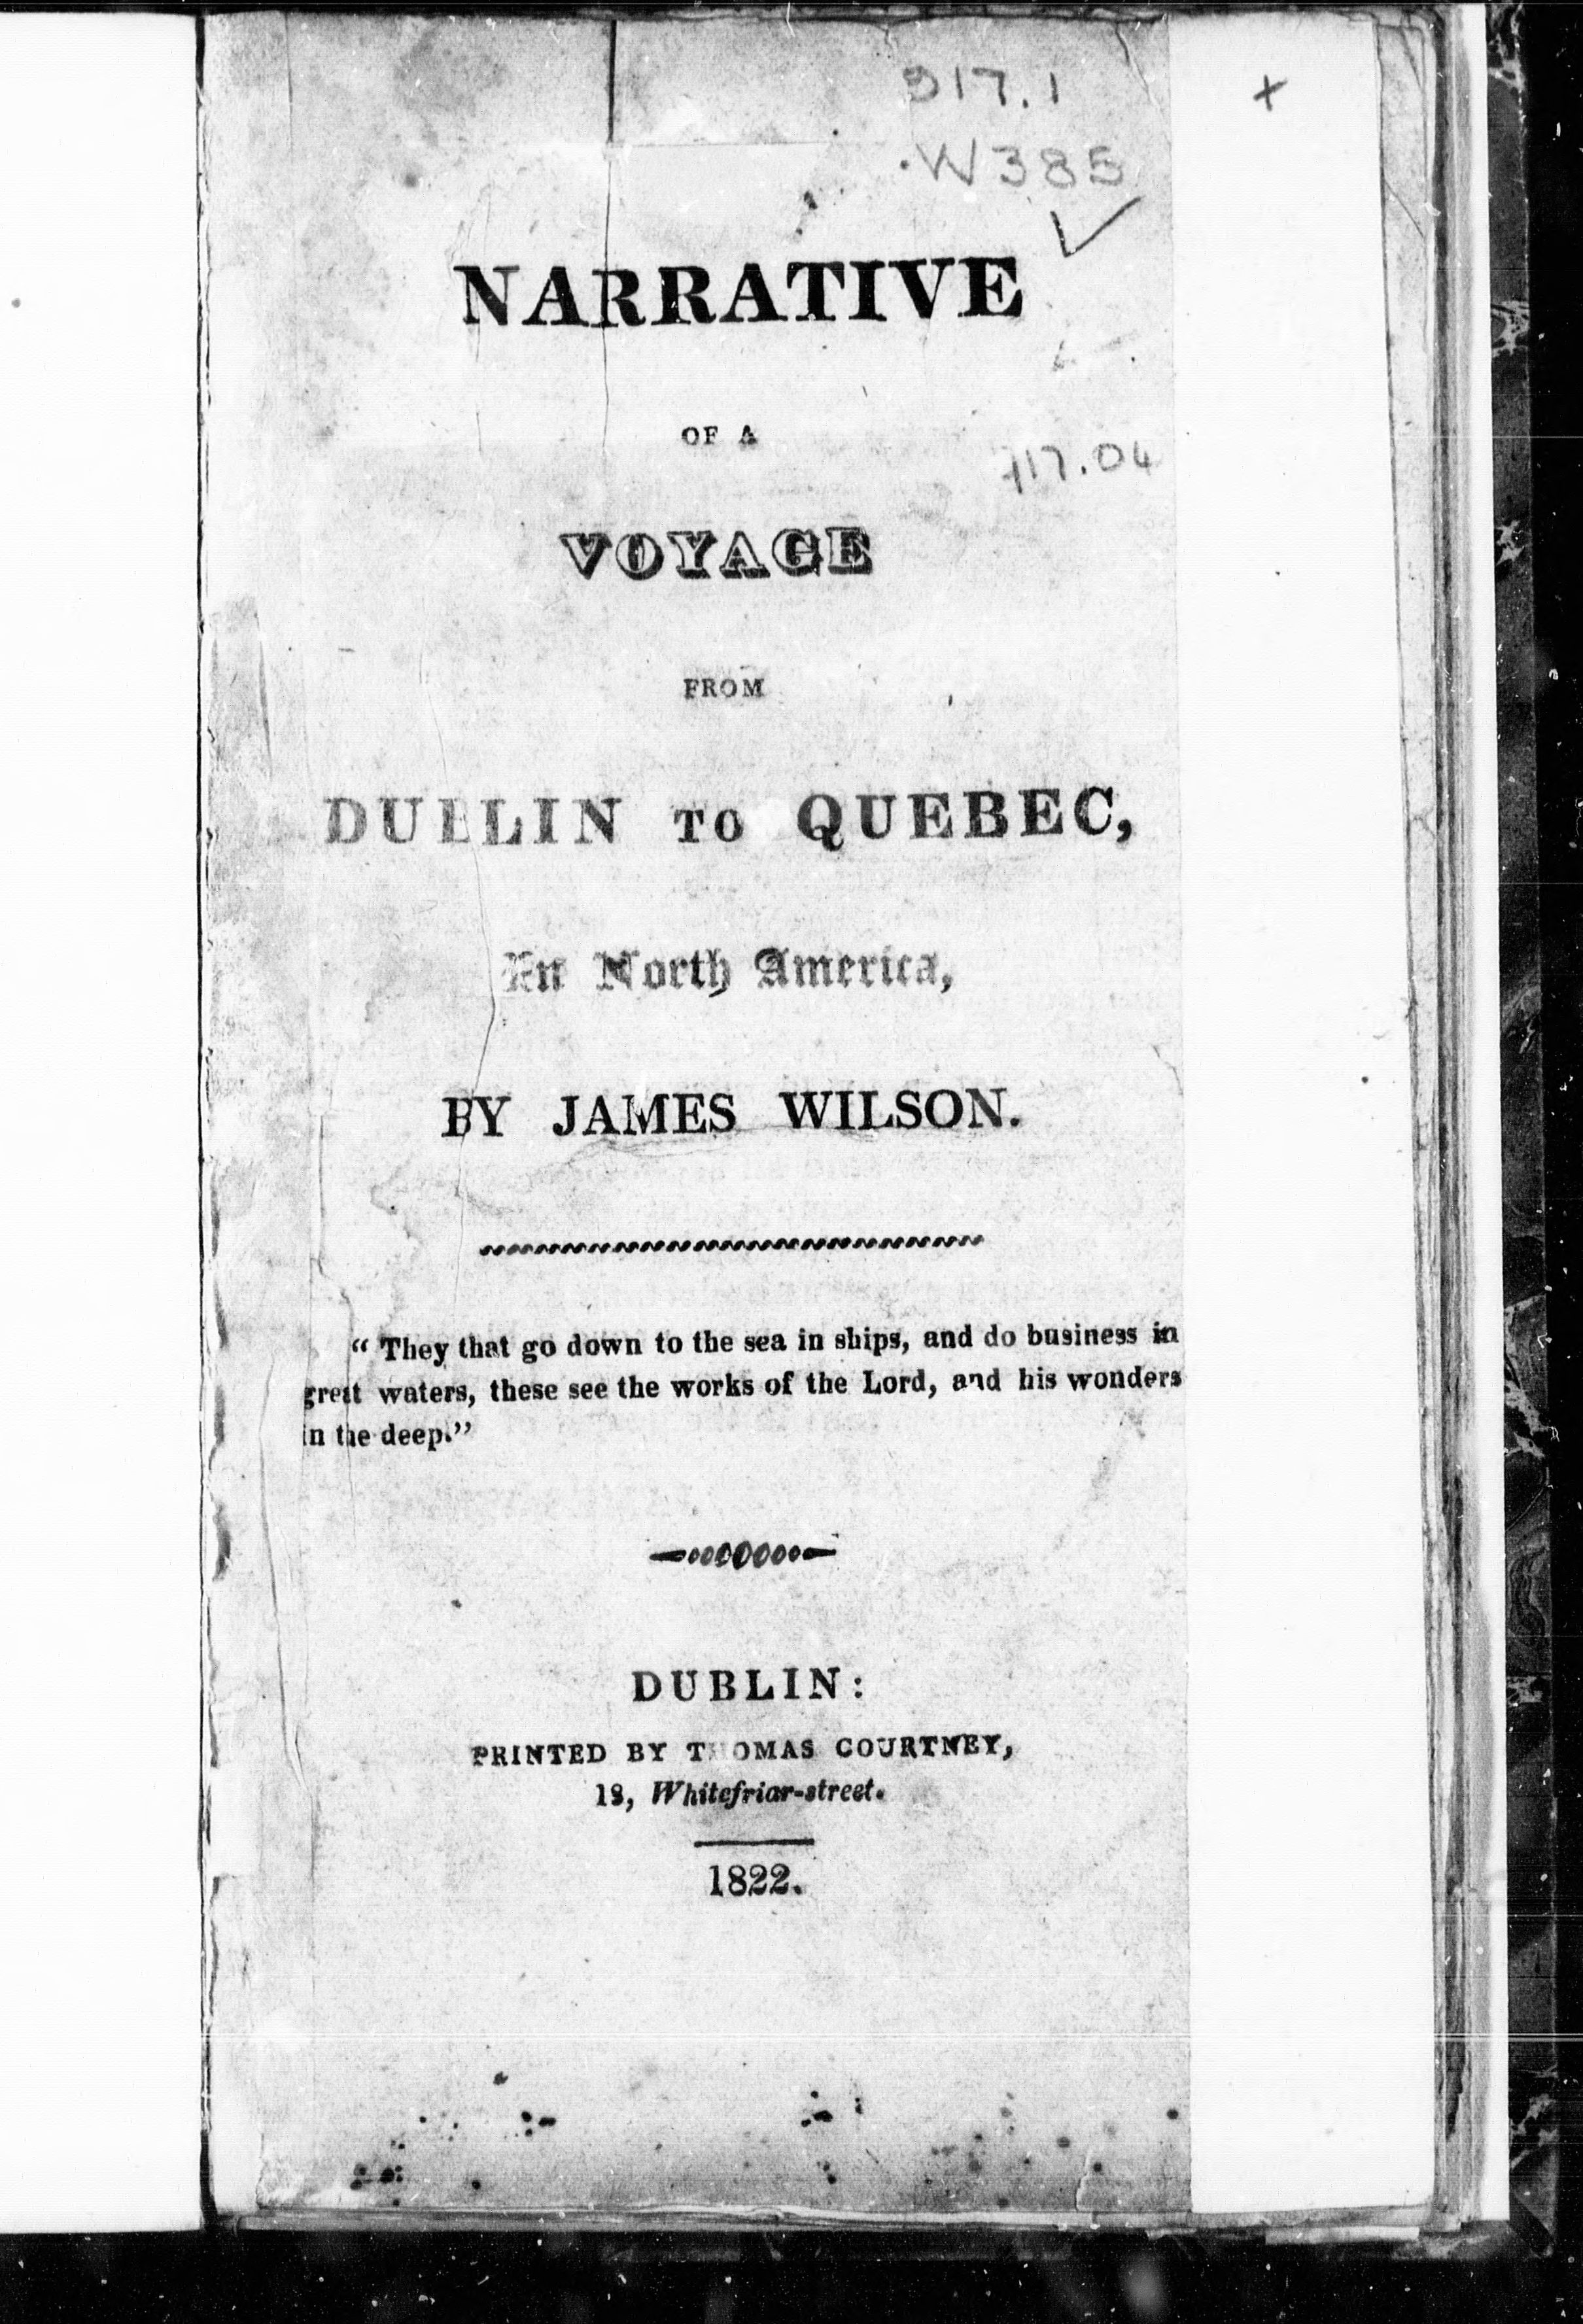 917.1
+
.W385
NARRATIVE
OF A
717.04
VOYAGE
FROM
DUBLIN TO QUEBEC,
In North America,
BY JAMES WILSON.
“ They that go down to the sea in ships, and do business in
great waters, these see the works of the Lord, and his wonders
in the deep.”
DUBLIN:
PRINTED BY THOMAS COURTNEY,
18, Whitefriar-street.
1822.